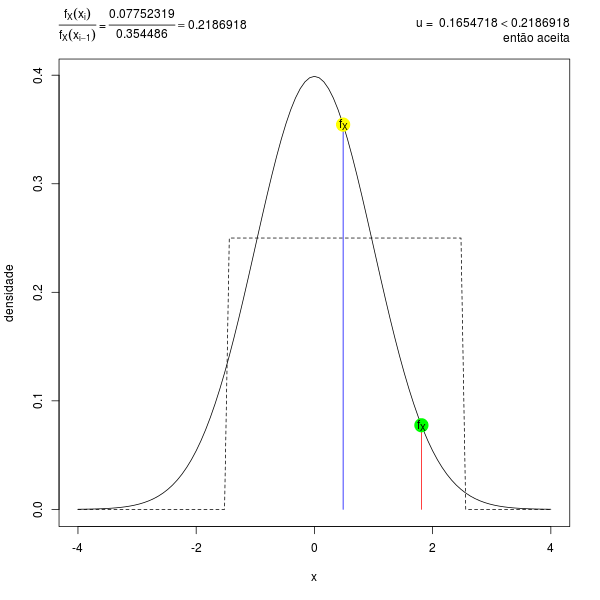 fX(xi) / fX(xi−1) = 0.07752319 / 0.354486 = 0.2186918
u = 0.1654718 < 0.2186918
então aceita
densidade
0.4
0.3
0.2
0.1
0.0
fX
fX
-4 -2 0 2 4
x